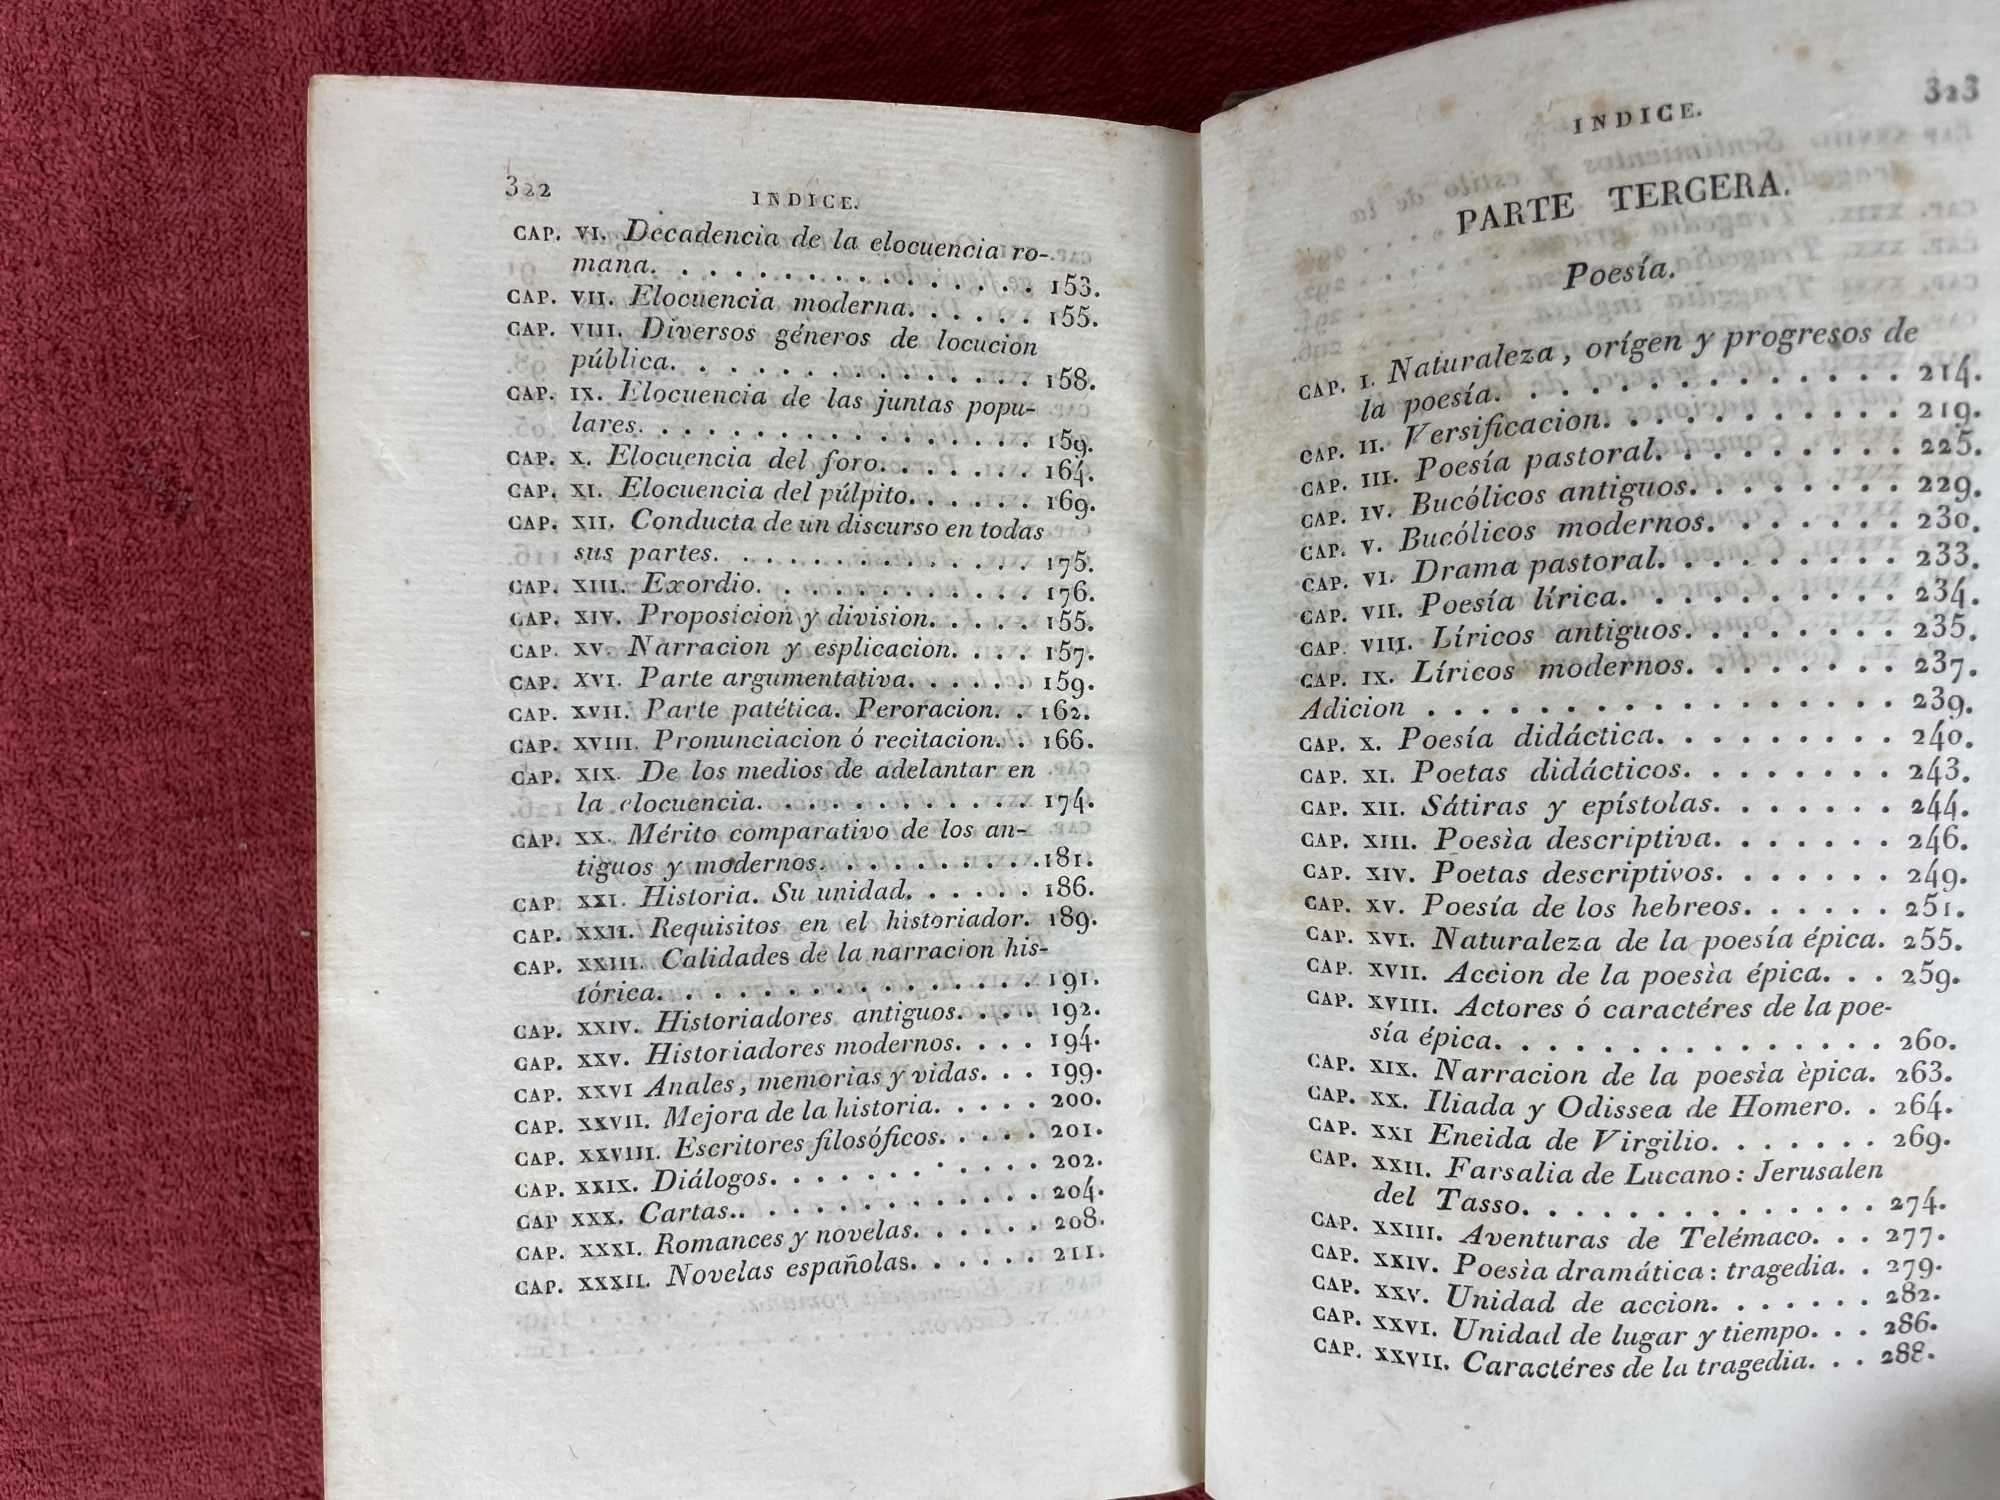 322
INDICE.
CAP. VI. Decadencia de la elocuencia ro-
mana. . . . . . . . . . . . . . 153.
CAP. VII. Elocuencia moderna. . . . . . 155.
CAP. VIII. Diversos géneros de locucion
pública. . . . . . . . . . . . . . 158.
CAP. IX. Elocuencia de las juntas popu-
lares. . . . . . . . . . . . . . . 159.
CAP. X. Elocuencia del foro. . . . . . . 164.
CAP. XI. Elocuencia del púlpito. . . . . . 169.
CAP. XII. Conducta de un discurso en todas
sus partes. . . . . . . . . . . . . 175.
CAP. XIII. Exordio. . . . . . . . . . . 176.
CAP. XIV. Proposicion y division. . . . . 155.
CAP. XV. Narracion y esplicacion. . . . 157.
CAP. XVI. Parte argumentativa. . . . . . 159.
CAP. XVII. Parte patética. Peroracion. . 162.
CAP. XVIII. Pronunciacion ó recitacion. . 166.
CAP. XIX. De los medios de adelantar en
la elocuencia. . . . . . . . . . . . 174.
CAP. XX. Mérito comparativo de los an-
tiguos y modernos. . . . . . . . . .181.
CAP. XXI. Historia. Su unidad. . . . . . 186.
CAP. XXII. Requisitos en el historiador. 189.
CAP. XXIII. Calidades de la narracion his-
tórica. . . . . . . . . . . . . . . 191.
CAP. XXIV. Historiadores antiguos. . . . 192.
CAP. XXV. Historiadores modernos. . . . 194.
CAP. XXVI Anales, memorias y vidas. . . 199.
CAP. XXVII. Mejora de la historia. . . . . 200.
CAP. XXVIII. Escritores filosóficos. . . . . 201.
CAP. XXIX. Diálogos. . . . . . . . . . . 202.
CAP XXX. Cartas.. . . . . . . . . . . . 204.
CAP. XXXI. Romances y novelas. . . . . . 208.
CAP. XXXII. Novelas españolas. . . . . . 211.
INDICE.
323
PARTE TERCERA.
Poesía.
CAP. I. Naturaleza, orígen y progresos de
la poesía. . . . . . . . . . . . . . 214.
CAP. II. Versificacion. . . . . . . . . . 219.
CAP. III. Poesía pastoral. . . . . . . . . 225.
CAP. IV. Bucólicos antiguos. . . . . . . . 229.
CAP. V. Bucólicos modernos. . . . . . . . 230.
CAP. VI. Drama pastoral. . . . . . . . . 233.
CAP. VII. Poesía lírica. . . . . . . . . . 234.
CAP. VIII. Líricos antiguos. . . . . . . . 235.
CAP. IX. Líricos modernos. . . . . . . . 237.
Adicion . . . . . . . . . . . . . . . . . 239.
CAP. X. Poesía didáctica. . . . . . . . . 240.
CAP. XI. Poetas didácticos. . . . . . . . 243.
CAP. XII. Sátiras y epístolas. . . . . . . 244.
CAP. XIII. Poesìa descriptiva. . . . . . . 246.
CAP. XIV. Poetas descriptivos. . . . . . . 249.
CAP. XV. Poesía de los hebreos. . . . . . 251.
CAP. XVI. Naturaleza de la poesía épica. 255.
CAP. XVII. Accion de la poesìa épica. . . 259.
CAP. XVIII. Actores ó caractéres de la poe-
sía épica. . . . . . . . . . . . . . . 260.
CAP. XIX. Narracion de la poesìa èpica. 263.
CAP. XX. Iliada y Odissea de Homero. . 264.
CAP. XXI Eneida de Virgilio. . . . . . . 269.
CAP. XXII. Farsalia de Lucano: Jerusalen
del Tasso. . . . . . . . . . . . . . 274.
CAP. XXIII. Aventuras de Telémaco. . . 277.
CAP. XXIV. Poesìa dramática: tragedia. . 279.
CAP. XXV. Unidad de accion. . . . . . . 282.
CAP. XXVI. Unidad de lugar y tiempo. . . 286.
CAP. XXVII. Caractéres de la tragedia. . . 288.